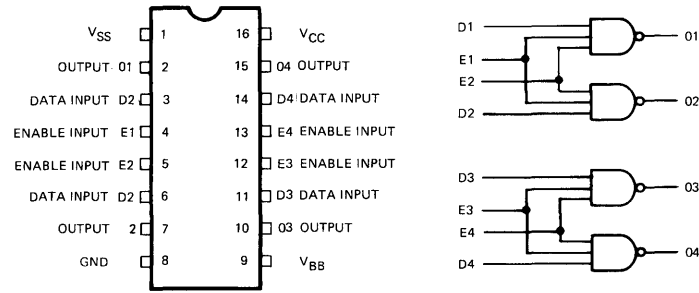 VSS 1 16 VCC
OUTPUT 01 2 15 04 OUTPUT
DATA INPUT D2 3 14 D4 DATA INPUT
ENABLE INPUT E1 4 13 E4 ENABLE INPUT
ENABLE INPUT E2 5 12 E3 ENABLE INPUT
DATA INPUT D2 6 11 D3 DATA INPUT
OUTPUT 2 7 10 03 OUTPUT
GND 8 9 VBB
D1
01
E1
E2
02
D2
D3
03
E3
E4
04
D4